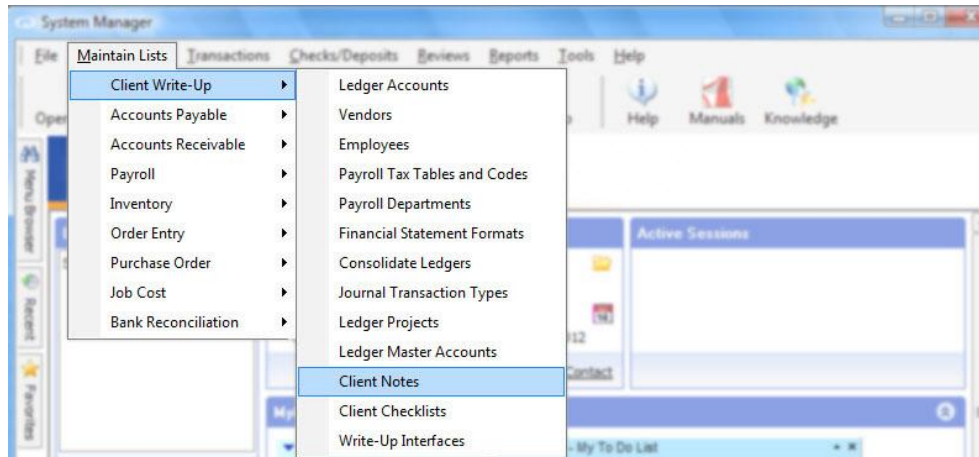 System Manager
File Maintain Lists Transactions Checks/Deposits Reviews Reports Tools Help
Help Manuals Knowledge
Menu Browser
Recent
Favorites
Client Write-Up
Accounts Payable
Accounts Receivable
Payroll
Inventory
Order Entry
Purchase Order
Job Cost
Bank Reconciliation
Ledger Accounts
Vendors
Employees
Payroll Tax Tables and Codes
Payroll Departments
Financial Statement Formats
Consolidate Ledgers
Journal Transaction Types
Ledger Projects
Ledger Master Accounts
Client Notes
Client Checklists
Write-Up Interfaces
Active Sessions
Contact
- My To Do List